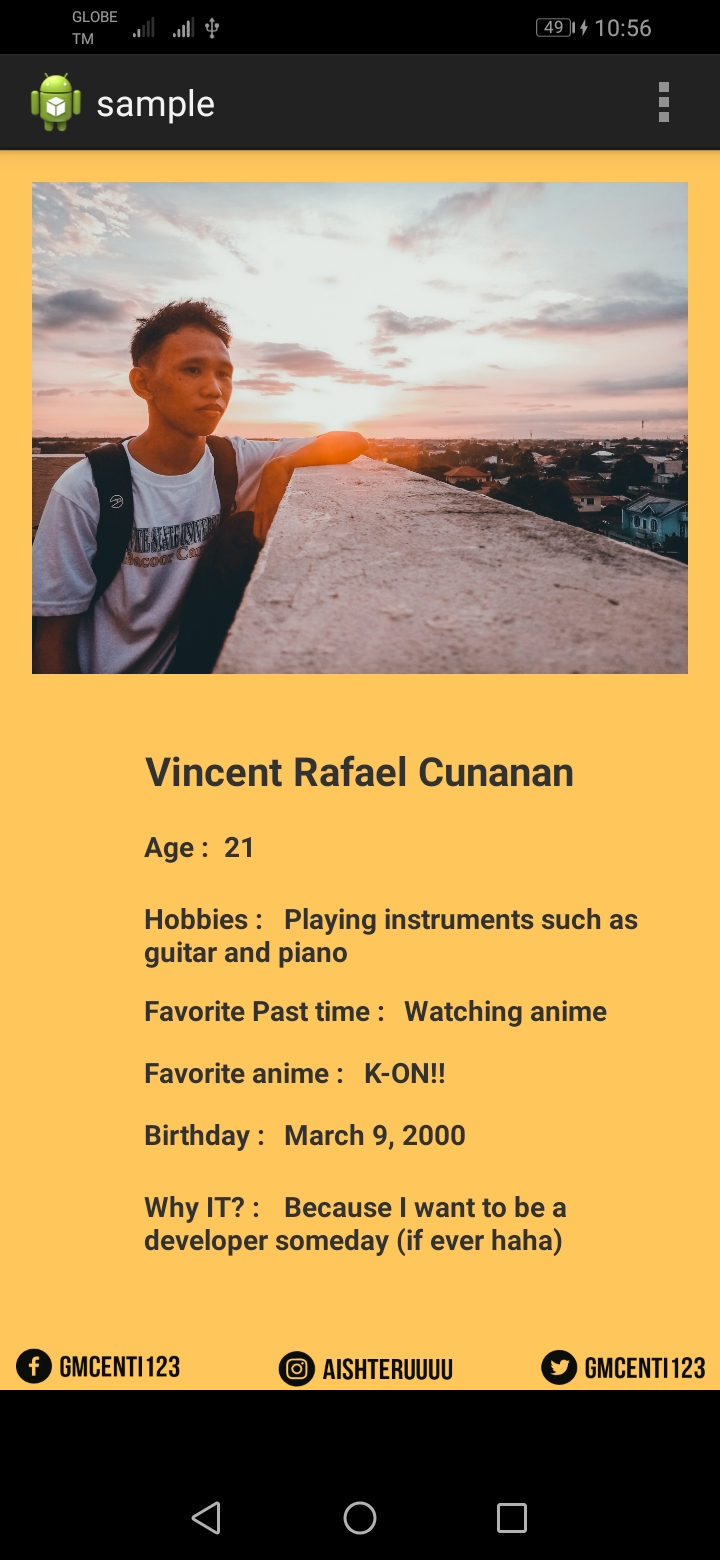 GLOBE
TM
49 10:56
sample
Vincent Rafael Cunanan
Age : 21
Hobbies : Playing instruments such as
guitar and piano
Favorite Past time : Watching anime
Favorite anime : K-ON!!
Birthday : March 9, 2000
Why IT? : Because I want to be a
developer someday (if ever haha)
GMCENTI123
AISHTERUUUU
GMCENTI123